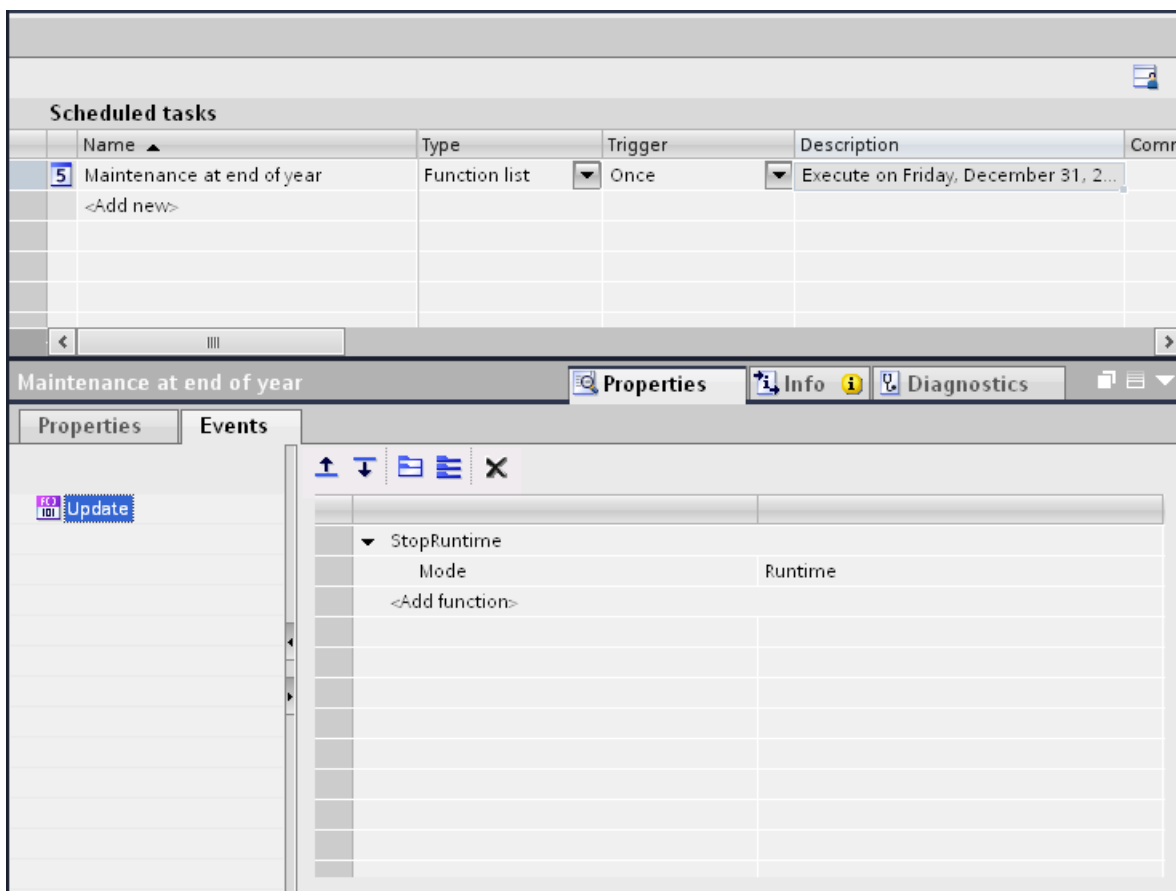 Scheduled tasks
Name Type Trigger Description Comm
5 Maintenance at end of year Function list Once Execute on Friday, December 31, 2...
<Add new>
Maintenance at end of year Properties Info Diagnostics
Properties Events
Update
StopRuntime
Mode Runtime
<Add function>